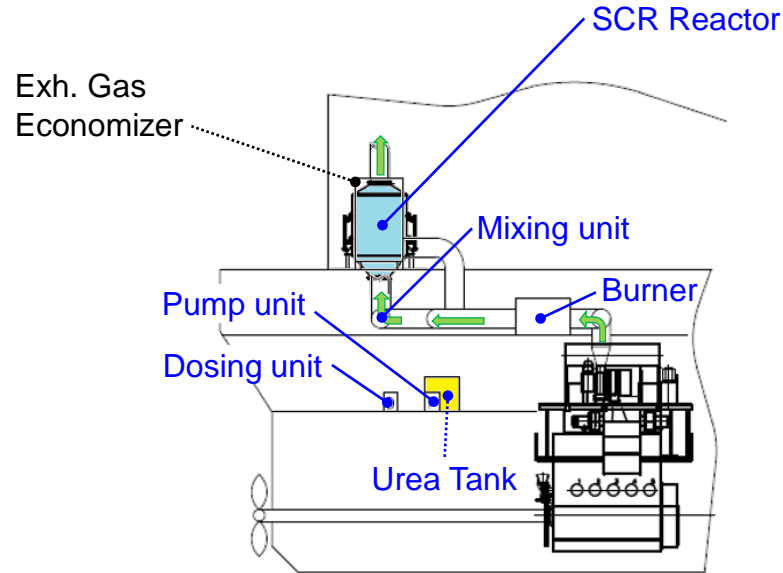 SCR Reactor
Exh. Gas
Economizer
Mixing unit
Burner
Pump unit
Dosing unit
Urea Tank